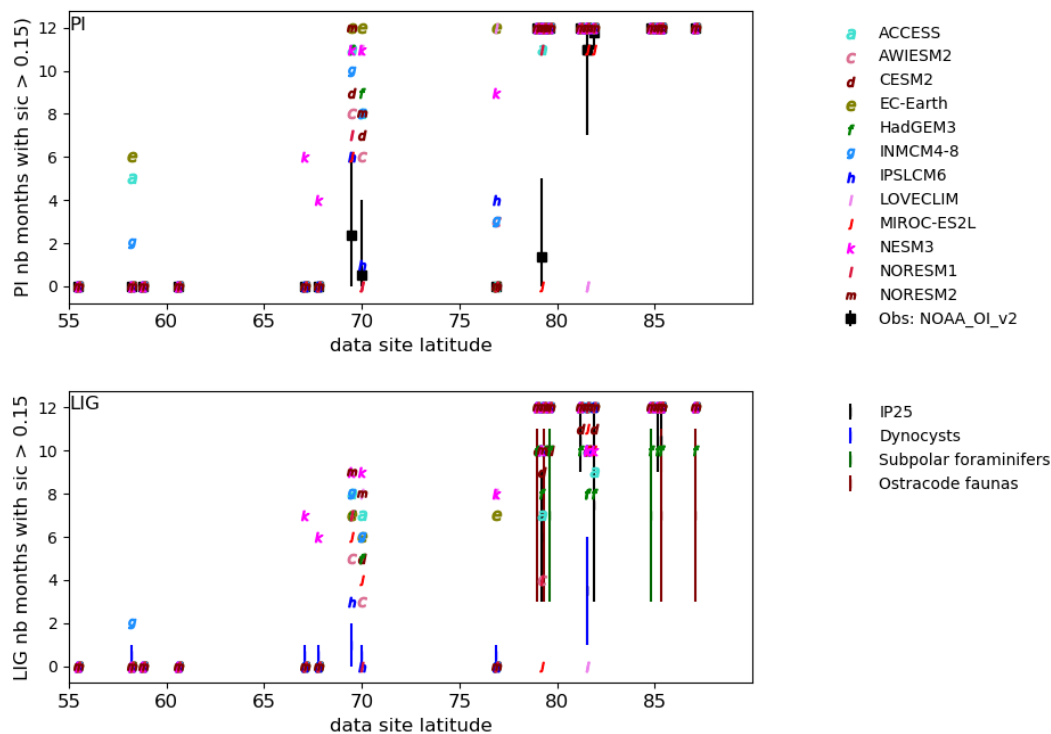 PI
PI nb months with sic > 0.15)
12
10
8
6
4
2
0
55 60 65 70 75 80 85
data site latitude
a ACCESS
c AWIESM2
d CESM2
e EC-Earth
f HadGEM3
g INMCM4-8
h IPSLCM6
l LOVECLIM
J MIROC-ES2L
k NESM3
l NORESM1
m NORESM2
Obs: NOAA_OI_v2
LIG
LIG nb months with sic > 0.15
12
10
8
6
4
2
0
55 60 65 70 75 80 85
data site latitude
IP25
Dynocysts
Subpolar foraminifers
Ostracode faunas